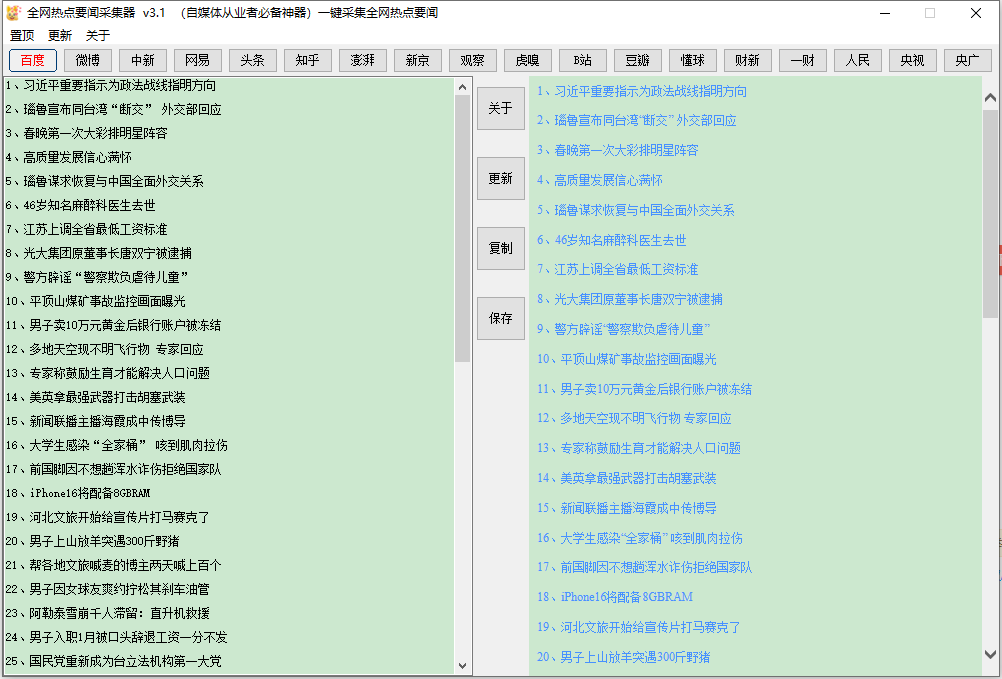 全网热点要闻采集器 v3.1 （自媒体从业者必备神器）一键采集全网热点要闻
置顶 更新 关于
百度 微博 中新 网易 头条 知乎 澎湃 新京 观察 虎嗅 B站 豆瓣 懂球 财新 一财 人民 央视 央广
1、习近平重要指示为政法战线指明方向
2、瑙鲁宣布同台湾“断交” 外交部回应
3、春晚第一次大彩排明星阵容
4、高质量发展信心满怀
5、瑙鲁谋求恢复与中国全面外交关系
6、46岁知名麻醉科医生去世
7、江苏上调全省最低工资标准
8、光大集团原董事长唐双宁被逮捕
9、警方辟谣“警察欺负虐待儿童”
10、平顶山煤矿事故监控画面曝光
11、男子卖10万元黄金后银行账户被冻结
12、多地天空现不明飞行物 专家回应
13、专家称鼓励生育才能解决人口问题
14、美英拿最强武器打击胡塞武装
15、新闻联播主播海霞成中传博导
16、大学生感染“全家桶” 咳到肌肉拉伤
17、前国脚因不想趟浑水诈伤拒绝国家队
18、iPhone16将配备8GBRAM
19、河北文旅开始给宣传片打马赛克了
20、男子上山放羊突遇300斤野猪
21、帮各地文旅喊麦的博主两天喊上百个
22、男子因女球友爽约拧松其刹车油管
23、阿勒泰雪崩千人滞留：直升机救援
24、男子入职1月被口头辞退工资一分不发
25、国民党重新成为台立法机构第一大党
关于
更新
复制
保存
1、习近平重要指示为政法战线指明方向
2、瑙鲁宣布同台湾“断交” 外交部回应
3、春晚第一次大彩排明星阵容
4、高质量发展信心满怀
5、瑙鲁谋求恢复与中国全面外交关系
6、46岁知名麻醉科医生去世
7、江苏上调全省最低工资标准
8、光大集团原董事长唐双宁被逮捕
9、警方辟谣“警察欺负虐待儿童”
10、平顶山煤矿事故监控画面曝光
11、男子卖10万元黄金后银行账户被冻结
12、多地天空现不明飞行物 专家回应
13、专家称鼓励生育才能解决人口问题
14、美英拿最强武器打击胡塞武装
15、新闻联播主播海霞成中传博导
16、大学生感染“全家桶” 咳到肌肉拉伤
17、前国脚因不想趟浑水诈伤拒绝国家队
18、iPhone16将配备8GBRAM
19、河北文旅开始给宣传片打马赛克了
20、男子上山放羊突遇300斤野猪